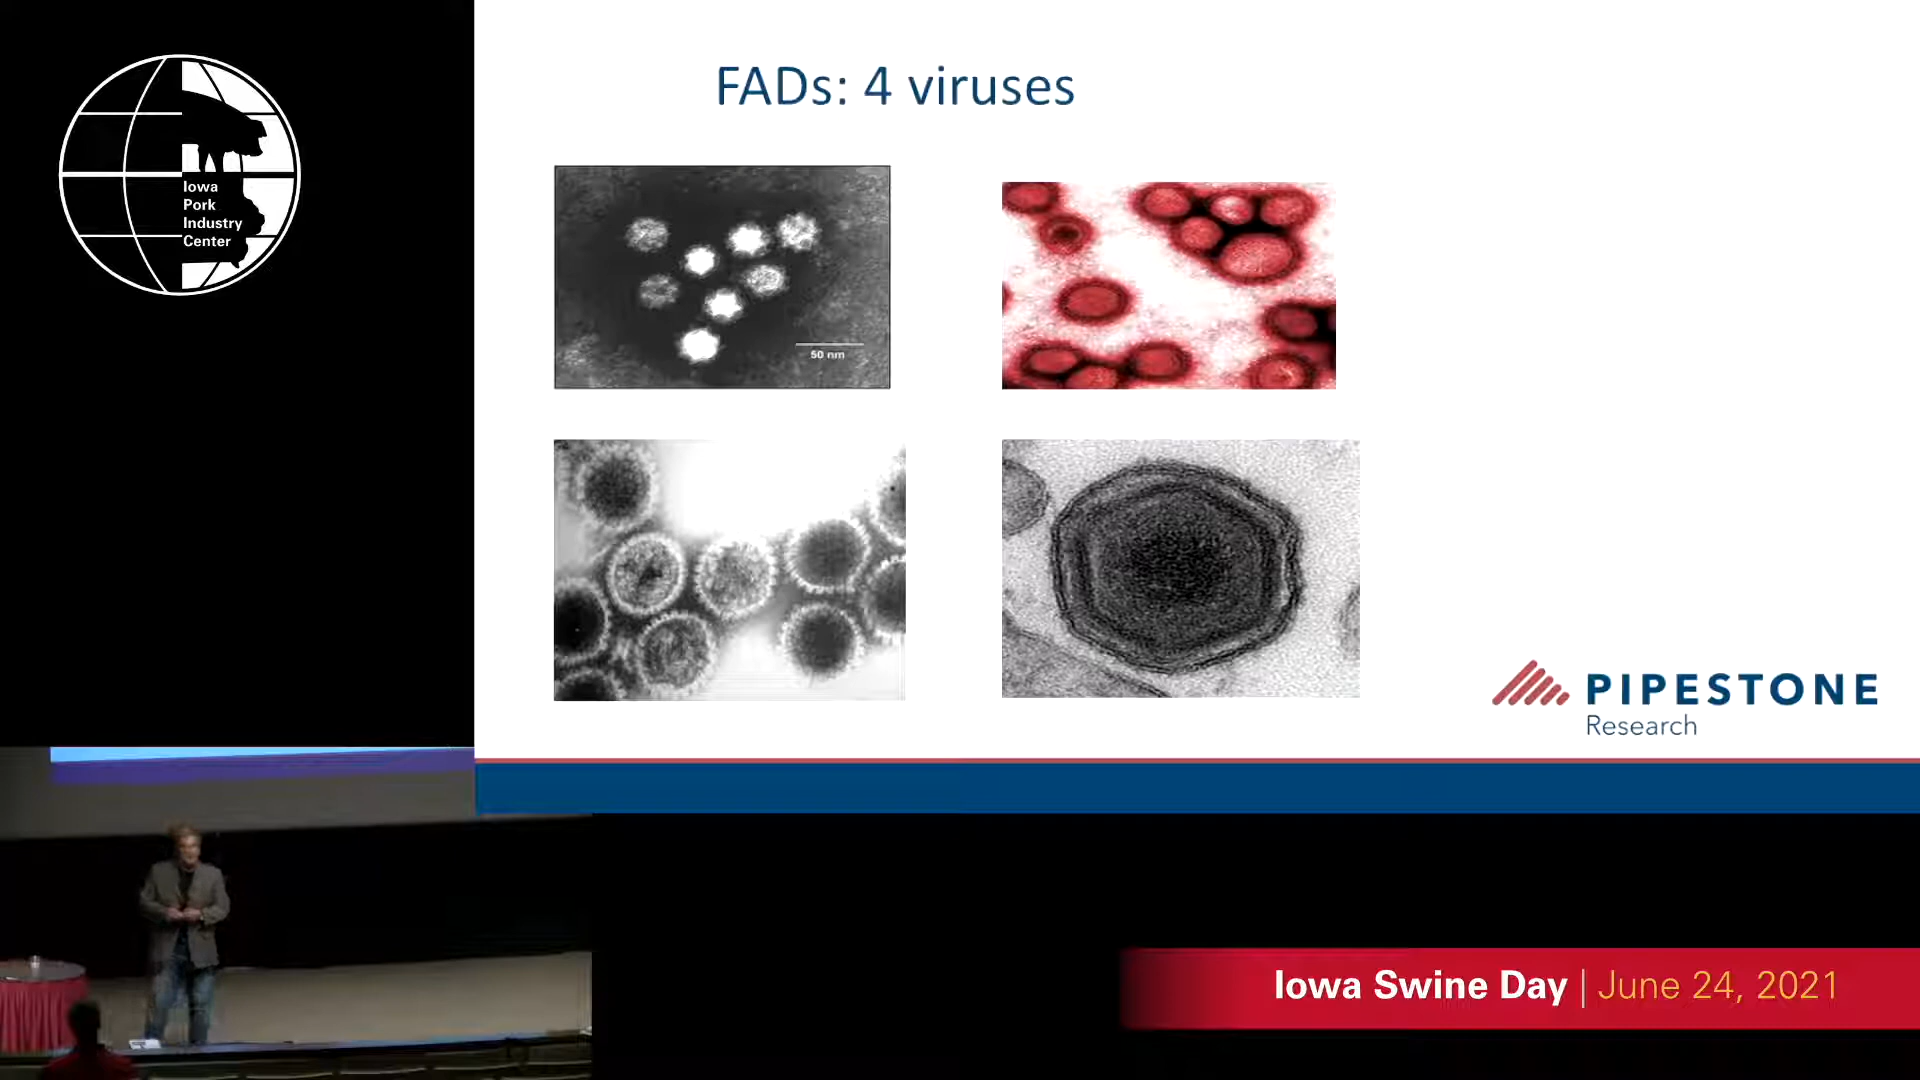 Iowa
Pork
Industry
Center
FADs: 4 viruses
50 nm
PIPESTONE
Research
Iowa Swine Day | June 24, 2021